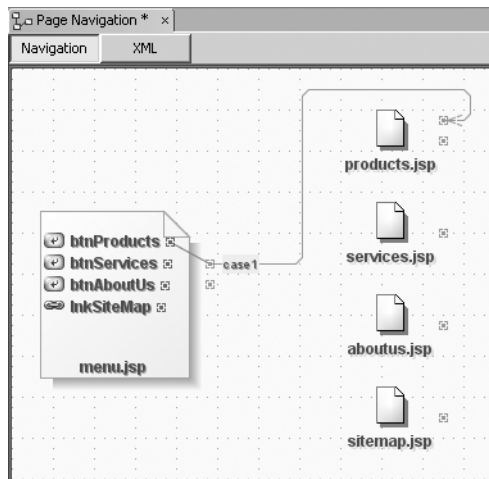 Page Navigation *
Navigation XML
products.jsp
services.jsp
aboutus.jsp
sitemap.jsp
btnProducts
btnServices
btnAboutUs
lnkSiteMap
menu.jsp
case1